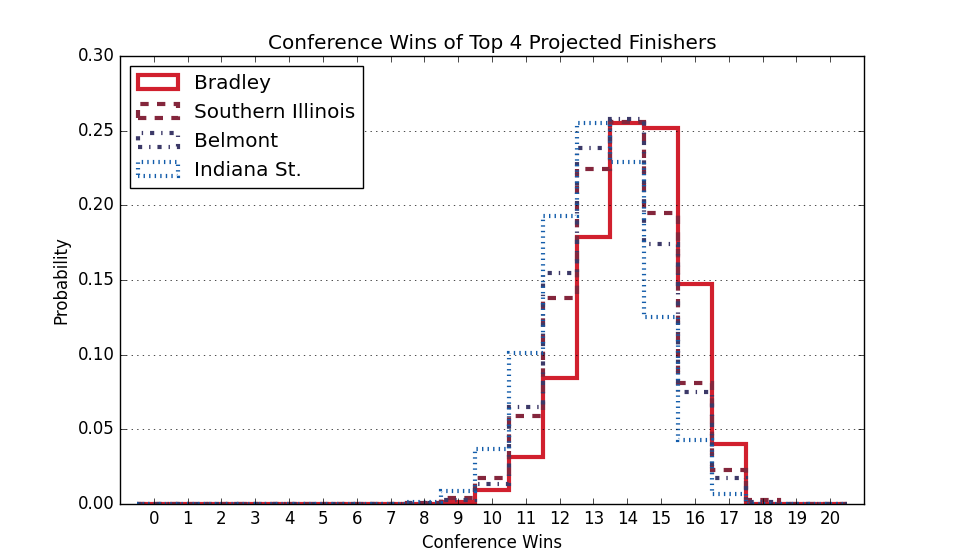 Conference Wins of Top 4 Projected Finishers
0.30
0.25
0.20
0.15
0.10
0.05
0.00
Probability
Bradley
Southern Illinois
Belmont
Indiana St.
0 1 2 3 4 5 6 7 8 9 10 11 12 13 14 15 16 17 18 19 20
Conference Wins